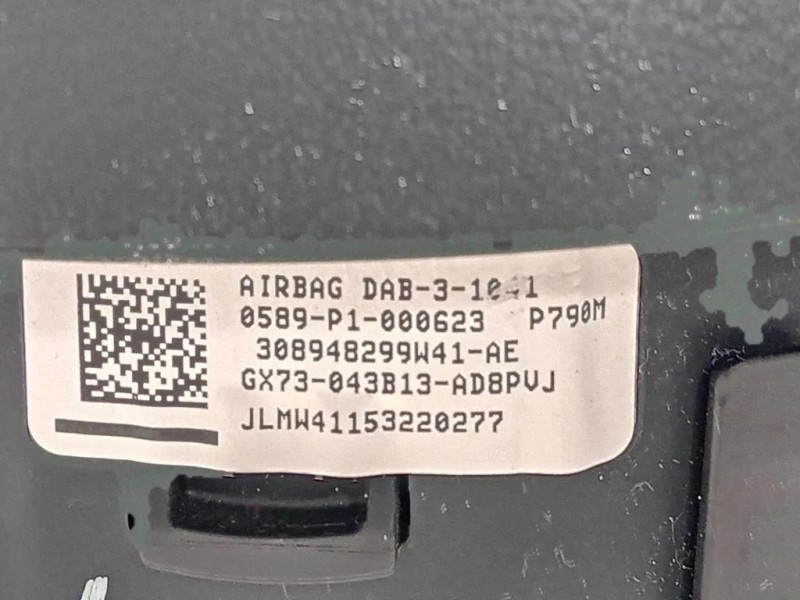 AIRBAG
0589-P1-000623 P790M
308948299W41-AE
GX73-043B13-AD8PVJ
JLMW41153220277